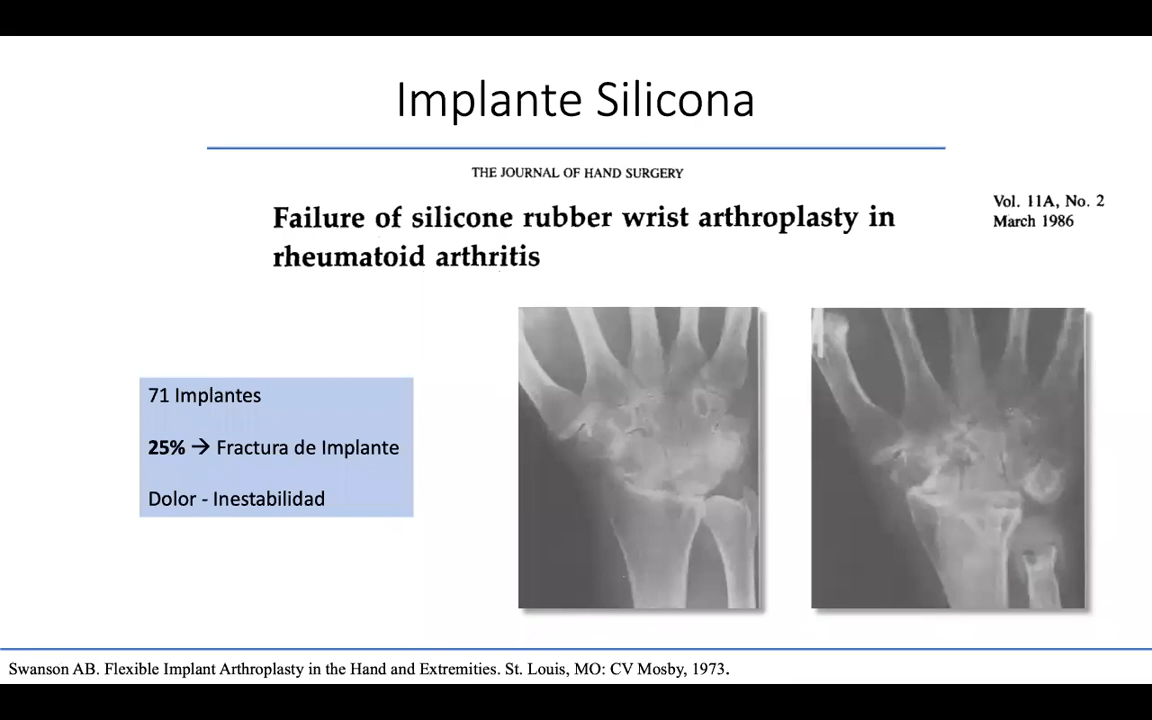 Implante Silicona
THE JOURNAL OF HAND SURGERY
Vol. 11A, No. 2
March 1986
Failure of silicone rubber wrist arthroplasty in
rheumatoid arthritis
71 Implantes
25% → Fractura de Implante
Dolor - Inestabilidad
Swanson AB. Flexible Implant Arthroplasty in the Hand and Extremities. St. Louis, MO: CV Mosby, 1973.